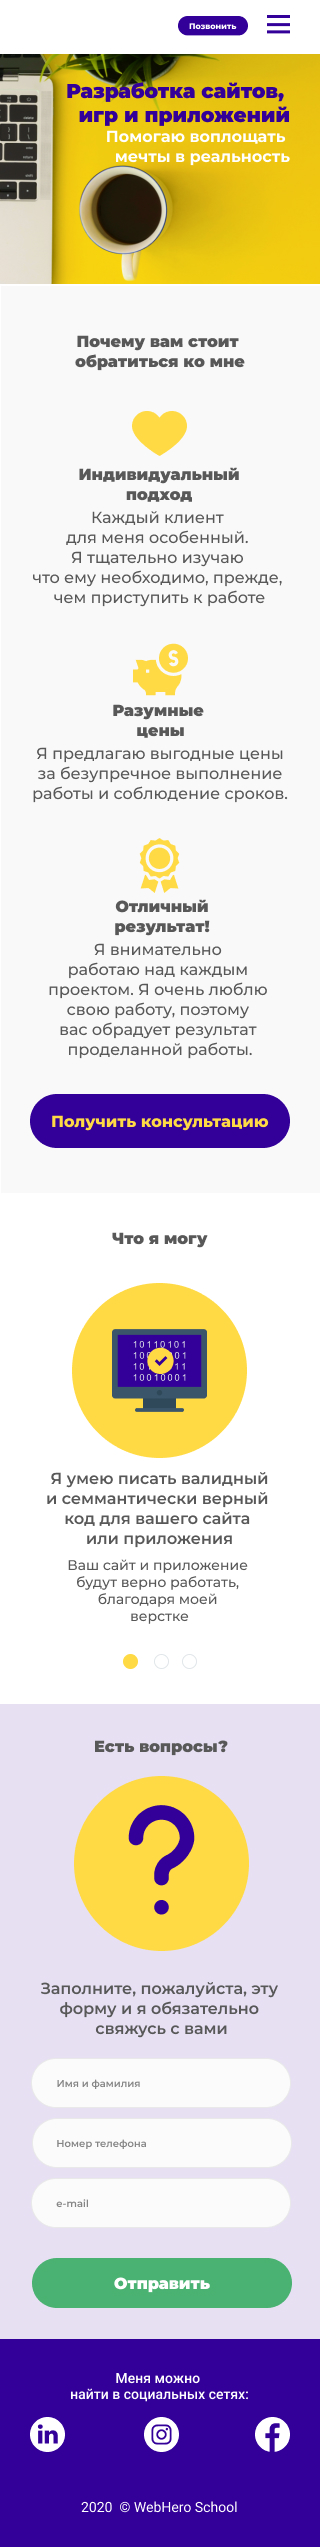 Позвонить
Разработка сайтов,
игр и приложений
Помогаю воплощать
мечты в реальность
Почему вам стоит
обратиться ко мне
Индивидуальный
подход
Каждый клиент
для меня особенный.
Я тщательно изучаю
что ему необходимо, прежде,
чем приступить к работе
$
Разумные
цены
Я предлагаю выгодные цены
за безупречное выполнение
работы и соблюдение сроков.
Отличный
результат!
Я внимательно
работаю над каждым
проектом. Я очень люблю
свою работу, поэтому
вас обрадует результат
проделанной работы.
Получить консультацию
Что я могу
10110101
10010001
Я умею писать валидный
и семмантически верный
код для вашего сайта
или приложения
Ваш сайт и приложение
будут верно работать,
благодаря моей
верстке
Есть вопросы?
?
Заполните, пожалуйста, эту
форму и я обязательно
свяжусь с вами
Имя и фамилия
Номер телефона
e-mail
Отправить
Меня можно
найти в социальных сетях:
in
f
2020 © WebHero School